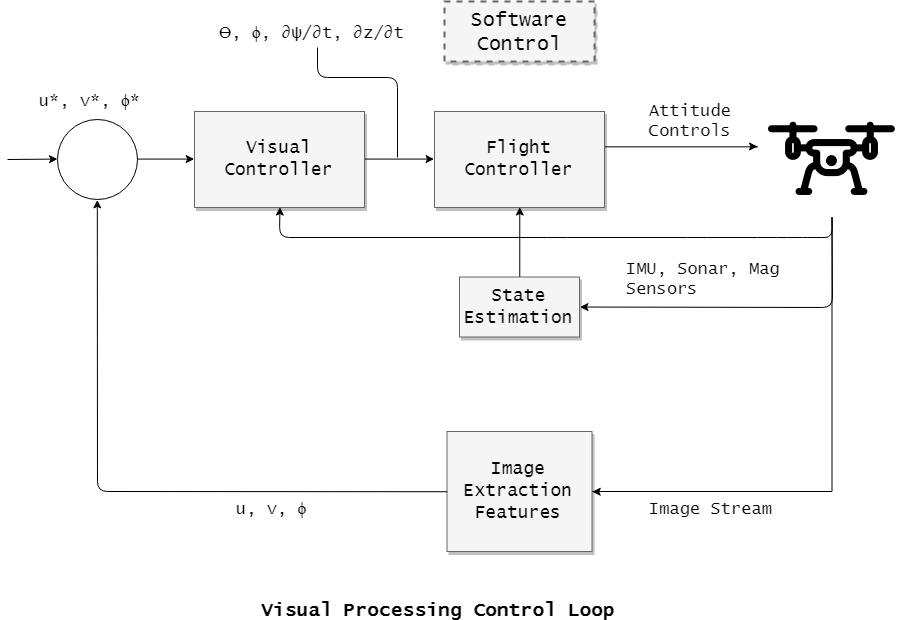 Software
Control
Ө, ϕ, ∂ψ/∂t, ∂z/∂t
u*, v*, ϕ*
Visual
Controller
Flight
Controller
Attitude
Controls
IMU, Sonar, Mag
Sensors
State
Estimation
Image
Extraction
Features
u, v, ϕ
Image Stream
Visual Processing Control Loop